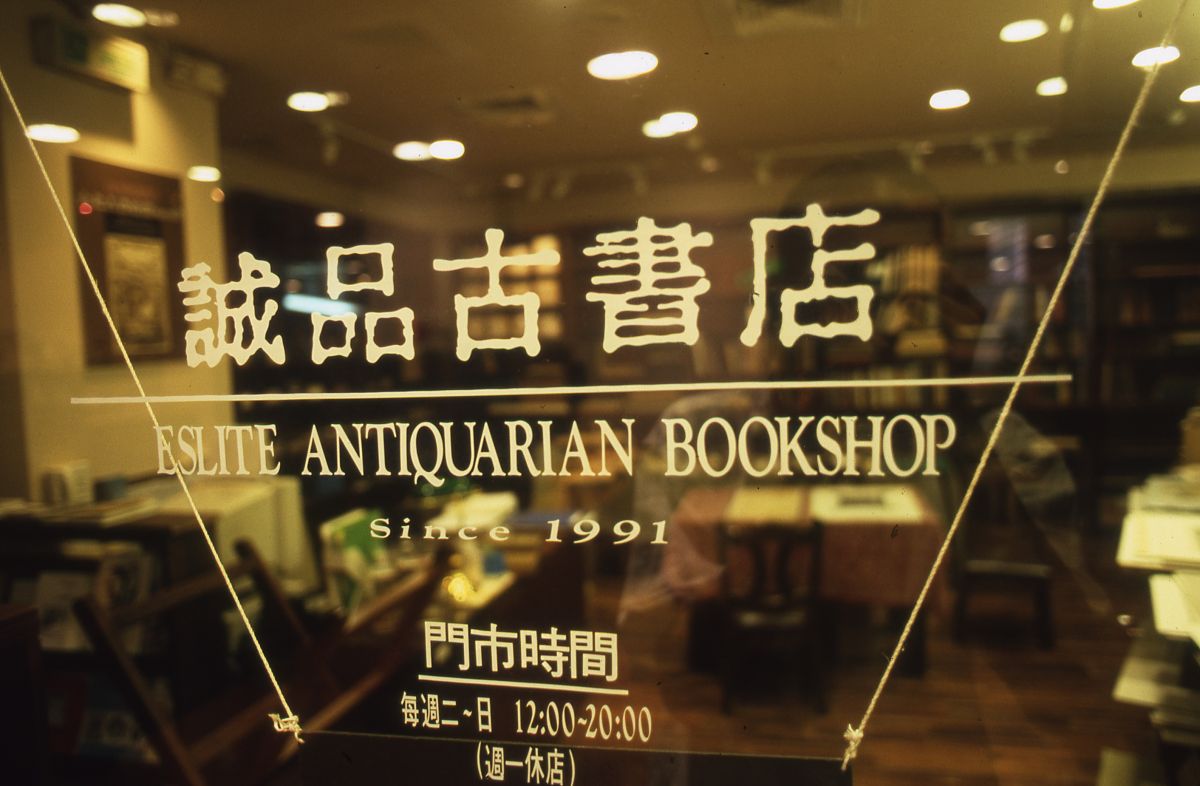 誠品古書店
ESLITE ANTIQUARIAN BOOKSHOP
Since 1991
門市時間
每週二~日 12:00~20:00
(週一休店)